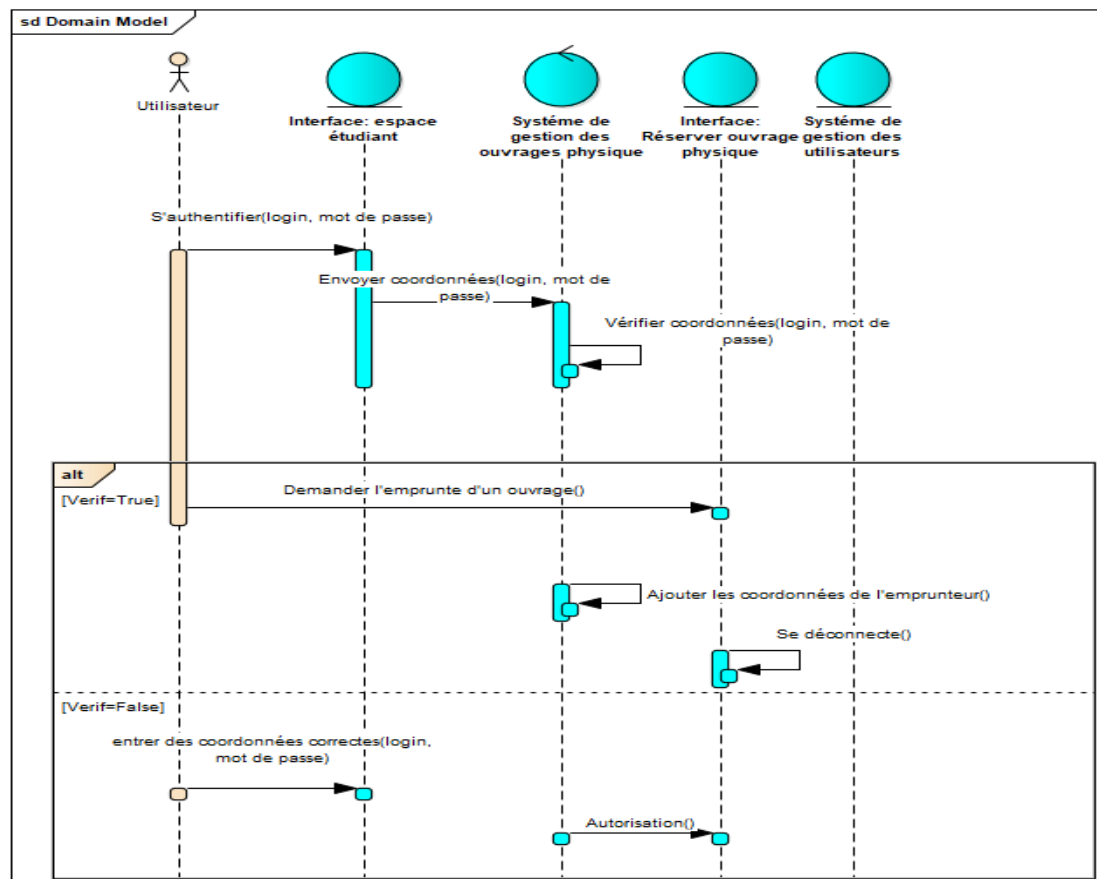 sd Domain Model
Utilisateur
Interface: espace
étudiant
Systéme de
gestion des
ouvrages physique
Interface:
Réserver ouvrage
physique
Systéme de
gestion des
utilisateurs
S'authentifier(login, mot de passe)
Envoyer coordonnées(login, mot de
passe)
Vérifier coordonnées(login, mot de
passe)
alt
[Verif=True]
Demander l'emprunte d'un ouvrage()
Ajouter les coordonnées de l'emprunteur()
Se déconnecte()
[Verif=False]
entrer des coordonnées correctes(login,
mot de passe)
Autorisation()